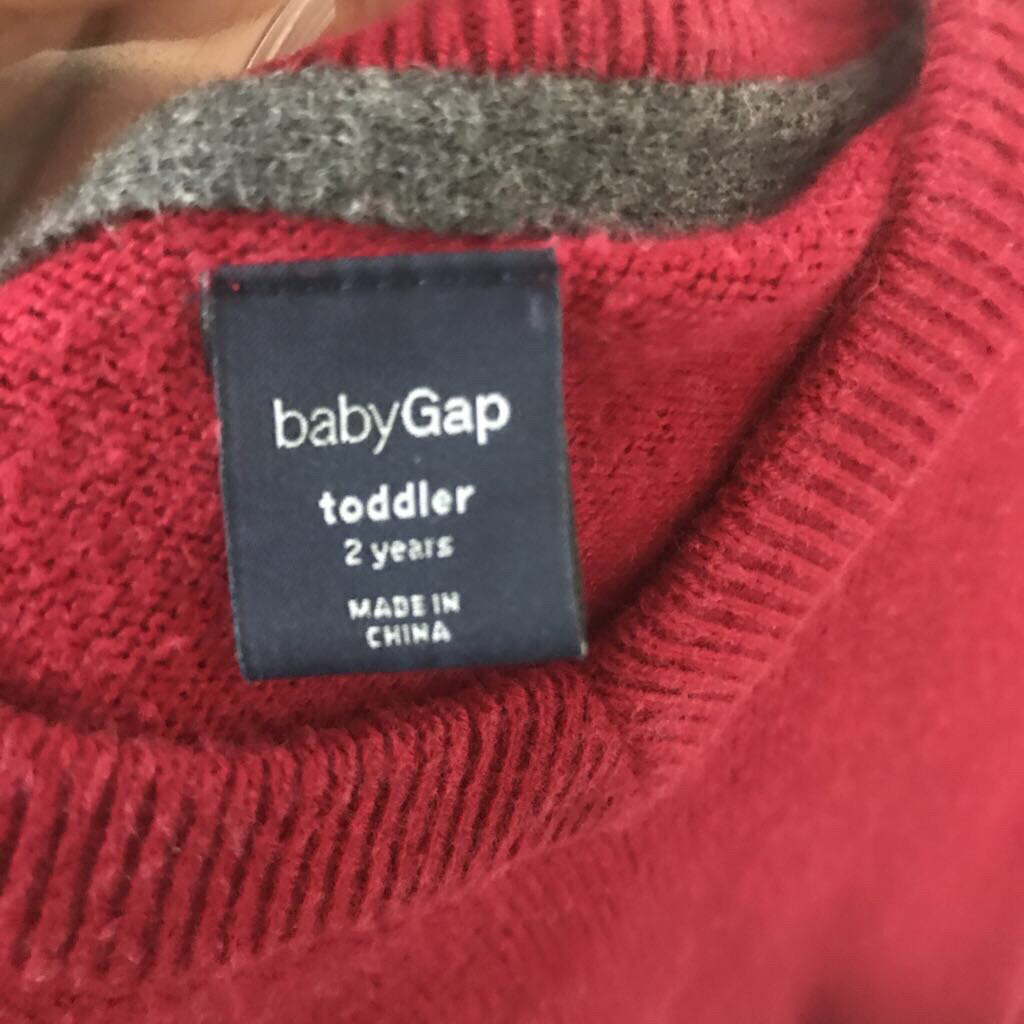 babyGap
toddler
2 years
MADE IN
CHINA